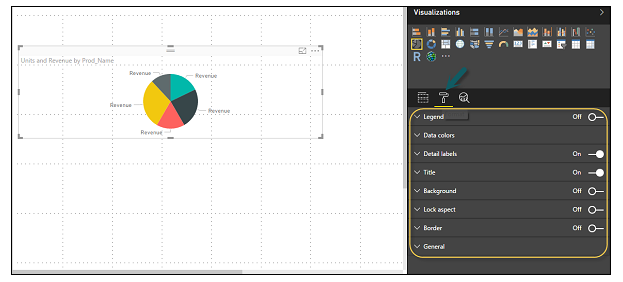 Visualizations
Units and Revenue by Prod_Name
Revenue
Revenue
Revenue
Revenue
Revenue
R
Legend Off
Data colors
Detail labels On
Title On
Background Off
Lock aspect Off
Border Off
General